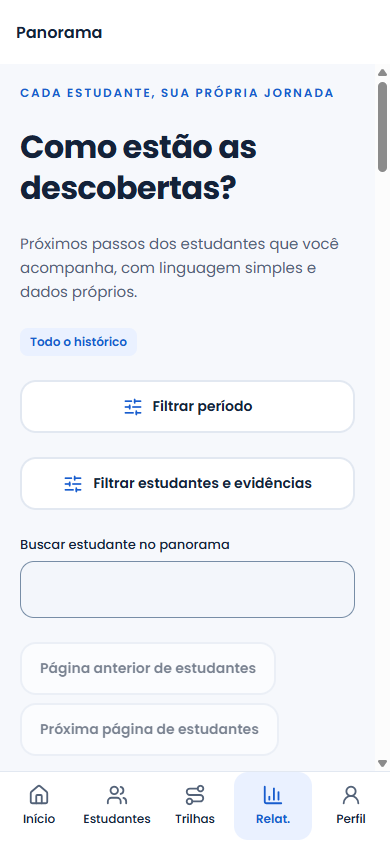 Panorama
CADA ESTUDANTE, SUA PRÓPRIA JORNADA
Como estão as
descobertas?
Próximos passos dos estudantes que você
acompanha, com linguagem simples e
dados próprios.
Todo o histórico
Filtrar período
Filtrar estudantes e evidências
Buscar estudante no panorama
Página anterior de estudantes
Próxima página de estudantes
Início
Estudantes
Trilhas
Relat.
Perfil